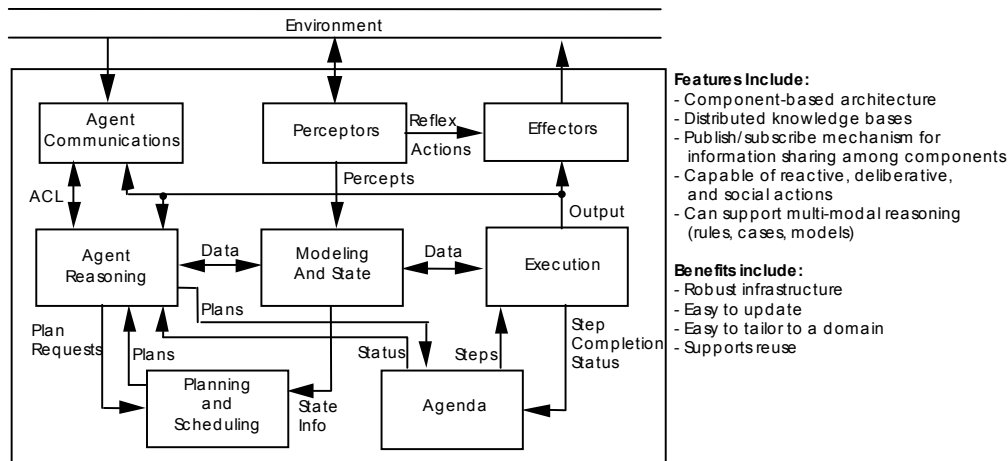 Environment
Agent
Communications
Perceptors
Reflex
Actions
Effectors
ACL
Percepts
Output
Agent
Reasoning
Data
Modeling
And State
Data
Execution
Plan
Requests
Plans
Plans
Status
Steps
Step
Completion
Status
Planning
and
Scheduling
State
Info
Agenda
Features Include:
- Component-based architecture
- Distributed knowledge bases
- Publish/subscribe mechanism for
information sharing among components
- Capable of reactive, deliberative,
and social actions
- Can support multi-modal reasoning
(rules, cases, models)
Benefits include:
- Robust infrastructure
- Easy to update
- Easy to tailor to a domain
- Supports reuse